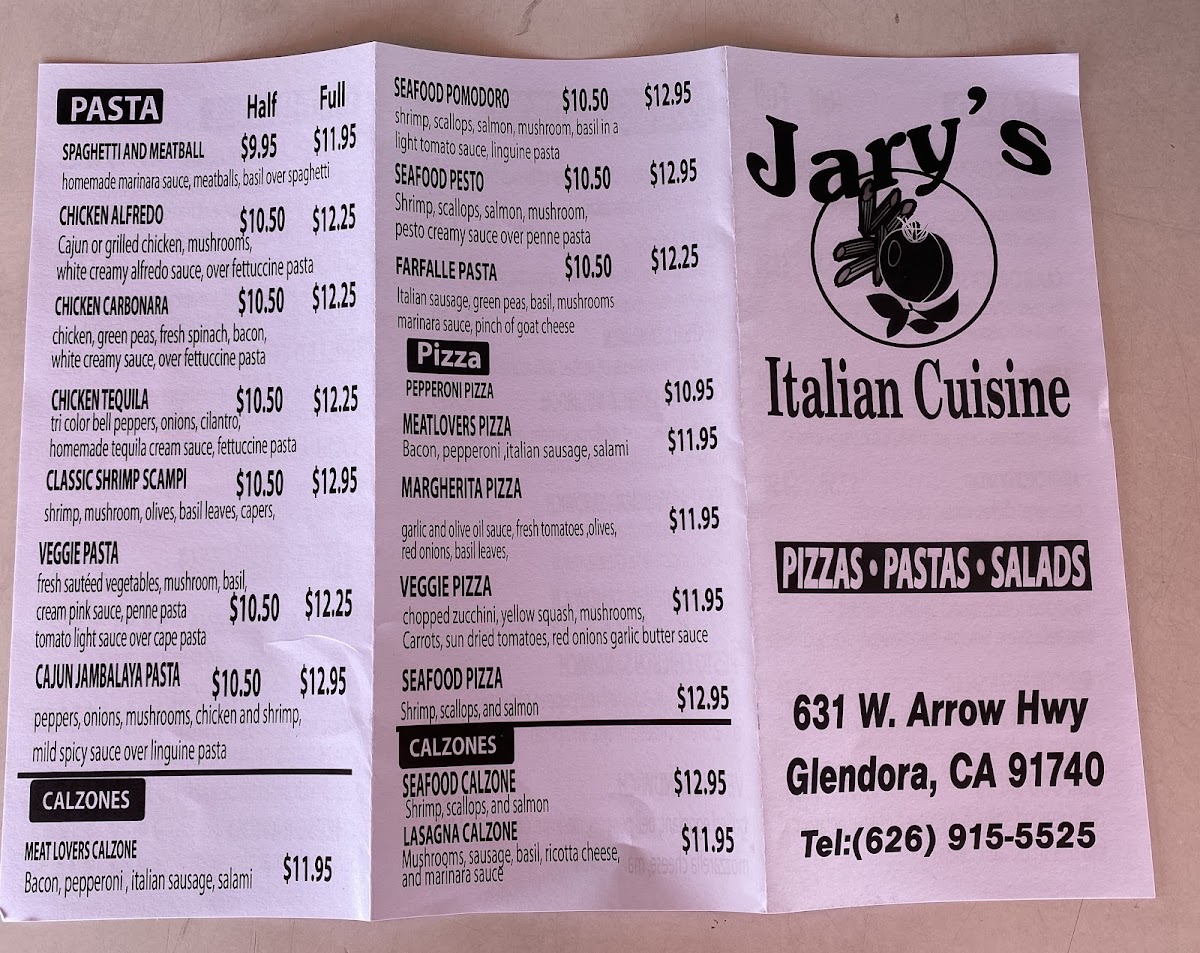 PASTA Half Full
SPAGHETTI AND MEATBALL $9.95 $11.95
homemade marinara sauce, meatballs, basil over spaghetti
CHICKEN ALFREDO $10.50 $12.25
Cajun or grilled chicken, mushrooms,
white creamy alfredo sauce, over fettuccine pasta
CHICKEN CARBONARA $10.50 $12.25
chicken, green peas, fresh spinach, bacon,
white creamy sauce, over fettuccine pasta
CHICKEN TEQUILA $10.50 $12.25
tri color bell peppers, onions, cilantro,
homemade tequila cream sauce, fettuccine pasta
CLASSIC SHRIMP SCAMPI $10.50 $12.95
shrimp, mushroom, olives, basil leaves, capers,
VEGGIE PASTA
fresh sautéed vegetables, mushroom, basil,
cream pink sauce, penne pasta $10.50 $12.25
tomato light sauce over cape pasta
CAJUN JAMBALAYA PASTA $10.50 $12.95
peppers, onions, mushrooms, chicken and shrimp,
mild spicy sauce over linguine pasta
CALZONES
MEAT LOVERS CALZONE
Bacon, pepperoni , italian sausage, salami $11.95
SEAFOOD POMODORO $10.50 $12.95
shrimp, scallops, salmon, mushroom, basil in a
light tomato sauce, linguine pasta
SEAFOOD PESTO $10.50 $12.95
Shrimp, scallops, salmon, mushroom,
pesto creamy sauce over penne pasta
FARFALLE PASTA $10.50 $12.25
Italian sausage, green peas, basil, mushrooms
marinara sauce, pinch of goat cheese
Pizza
PEPPERONI PIZZA $10.95
MEATLOVERS PIZZA $11.95
Bacon, pepperoni ,italian sausage, salami
MARGHERITA PIZZA
garlic and olive oil sauce, fresh tomatoes ,olives, $11.95
red onions, basil leaves,
VEGGIE PIZZA $11.95
chopped zucchini, yellow squash, mushrooms,
Carrots, sun dried tomatoes, red onions garlic butter sauce
SEAFOOD PIZZA $12.95
Shrimp, scallops, and salmon
CALZONES
SEAFOOD CALZONE $12.95
Shrimp, scallops, and salmon
LASAGNA CALZONE $11.95
Mushrooms, sausage, basil, ricotta cheese,
and marinara sauce
Jary's
Italian Cuisine
PIZZAS • PASTAS • SALADS
631 W. Arrow Hwy
Glendora, CA 91740
Tel:(626) 915-5525